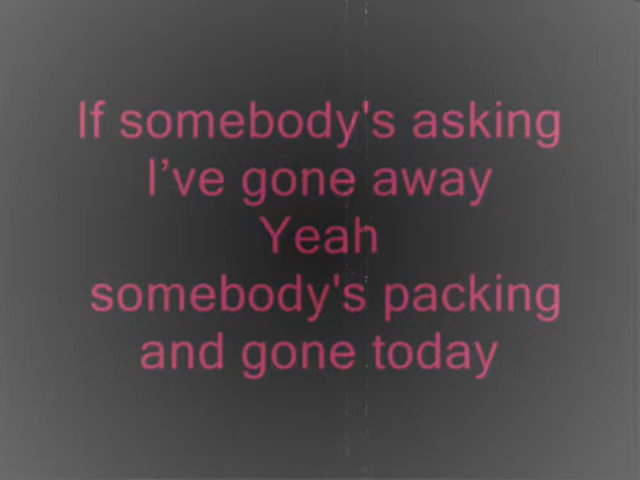 If somebody's asking
I’ve gone away
Yeah
somebody's packing
and gone today